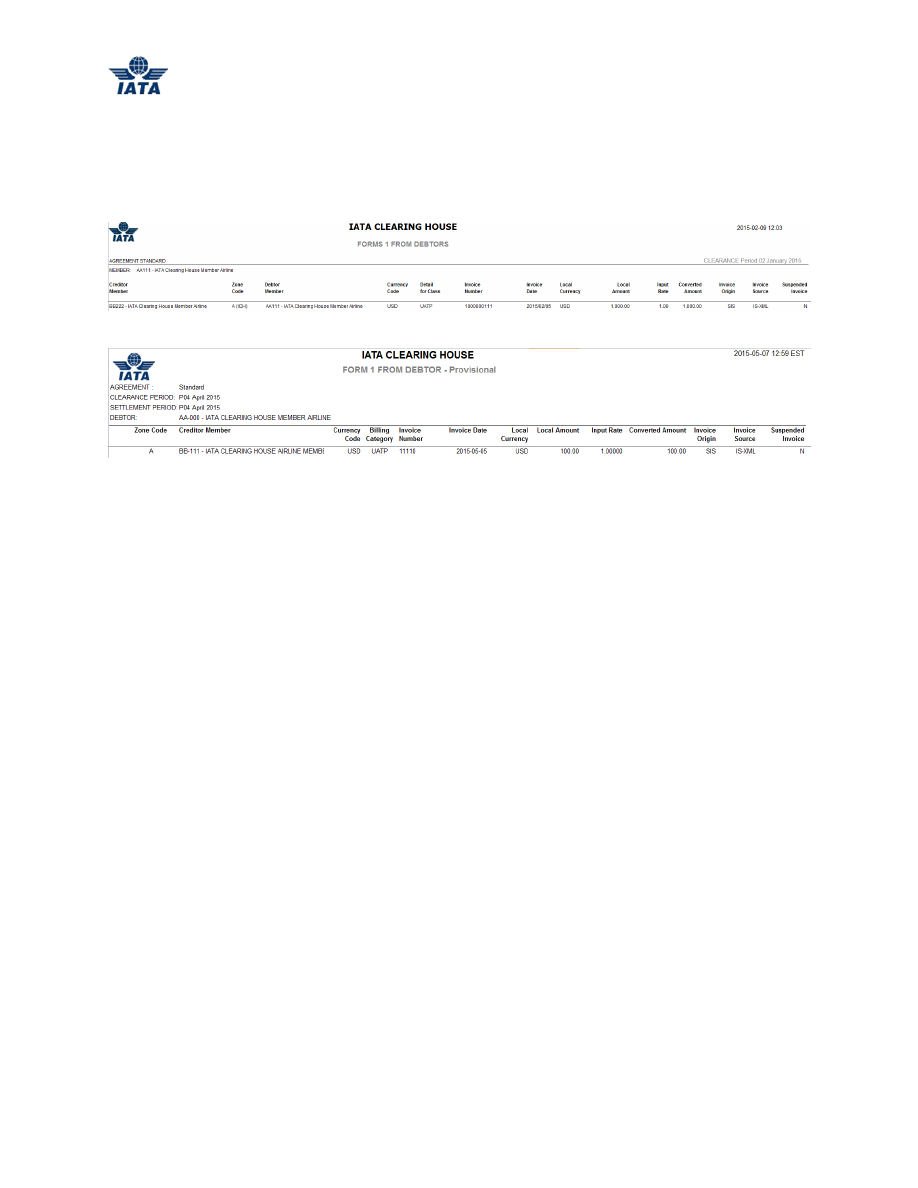 IATA
IATA CLEARING HOUSE
2015-02-09 12:03
IATA
FORMS 1 FROM DEBTORS
AGREEMENT STANDARD
CLEARANCE Period 02 January 2015
MEMBER: AA111 - IATA Clearing House Member Airline
Creditor Zone Debtor Currency Detail Invoice Invoice Local Local Input Converted Invoice Invoice Suspended
Member Code Member Code for Class Number Date Currency Amount Rate Amount Origin Source Invoice
BB222 - IATA Clearing House Member Airline A (ICH) AA111 - IATA Clearing House Member Airline USD UATP 2015/02/05 USD 1,000.00 1.00 1,000.00 SIS IS-XML N
IATA CLEARING HOUSE
2015-05-07 12:59 EST
IATA
FORM 1 FROM DEBTOR - Provisional
AGREEMENT : Standard
CLEARANCE PERIOD: P04 April 2015
SETTLEMENT PERIOD: P04 April 2015
DEBTOR: AA-000 - IATA CLEARING HOUSE MEMBER AIRLINE
Zone Code Creditor Member Currency Billing Invoice Invoice Date Local Local Amount Input Rate Converted Amount Invoice Invoice Suspended
Code Category Number Currency Origin Source Invoice
A BB-111 - IATA CLEARING HOUSE AIRLINE MEMBE USD UATP 11110 2015-05-05 USD 100.00 1.00000 100.00 SIS IS-XML N